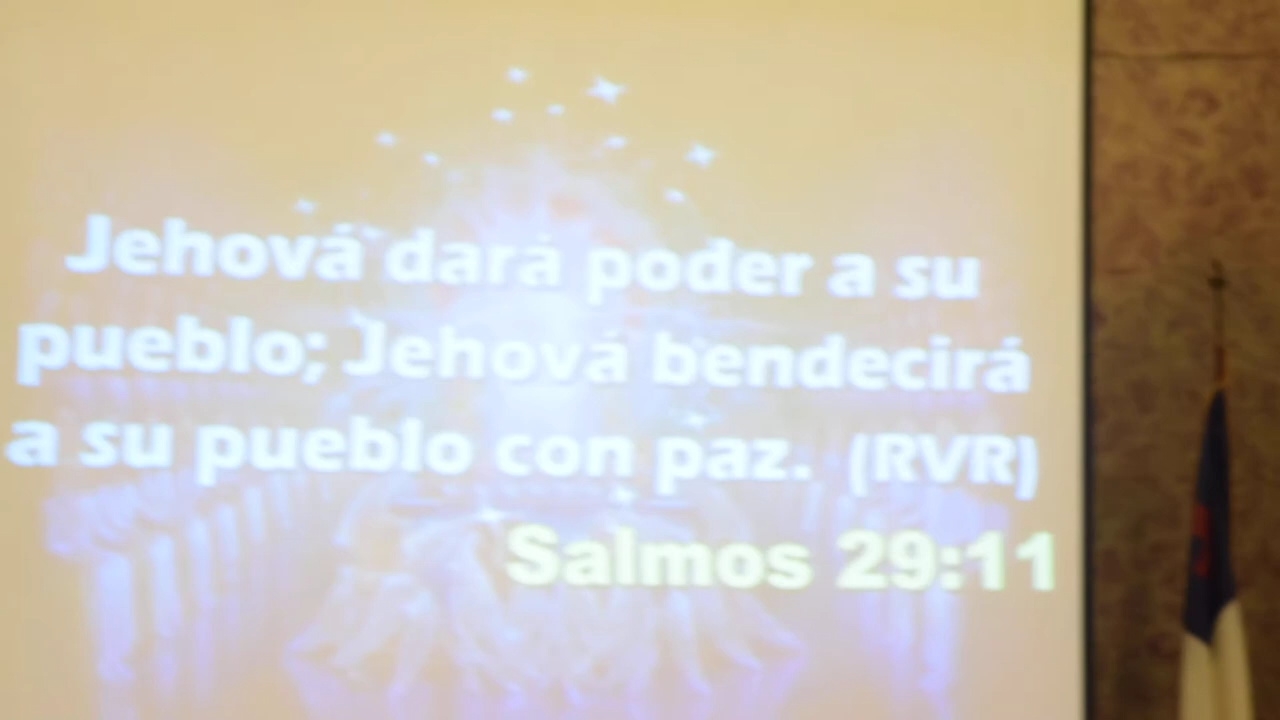 Jehová dará poder a su
pueblo; Jehová bendecirá
a su pueblo con paz. (RVR)
Salmos 29:11